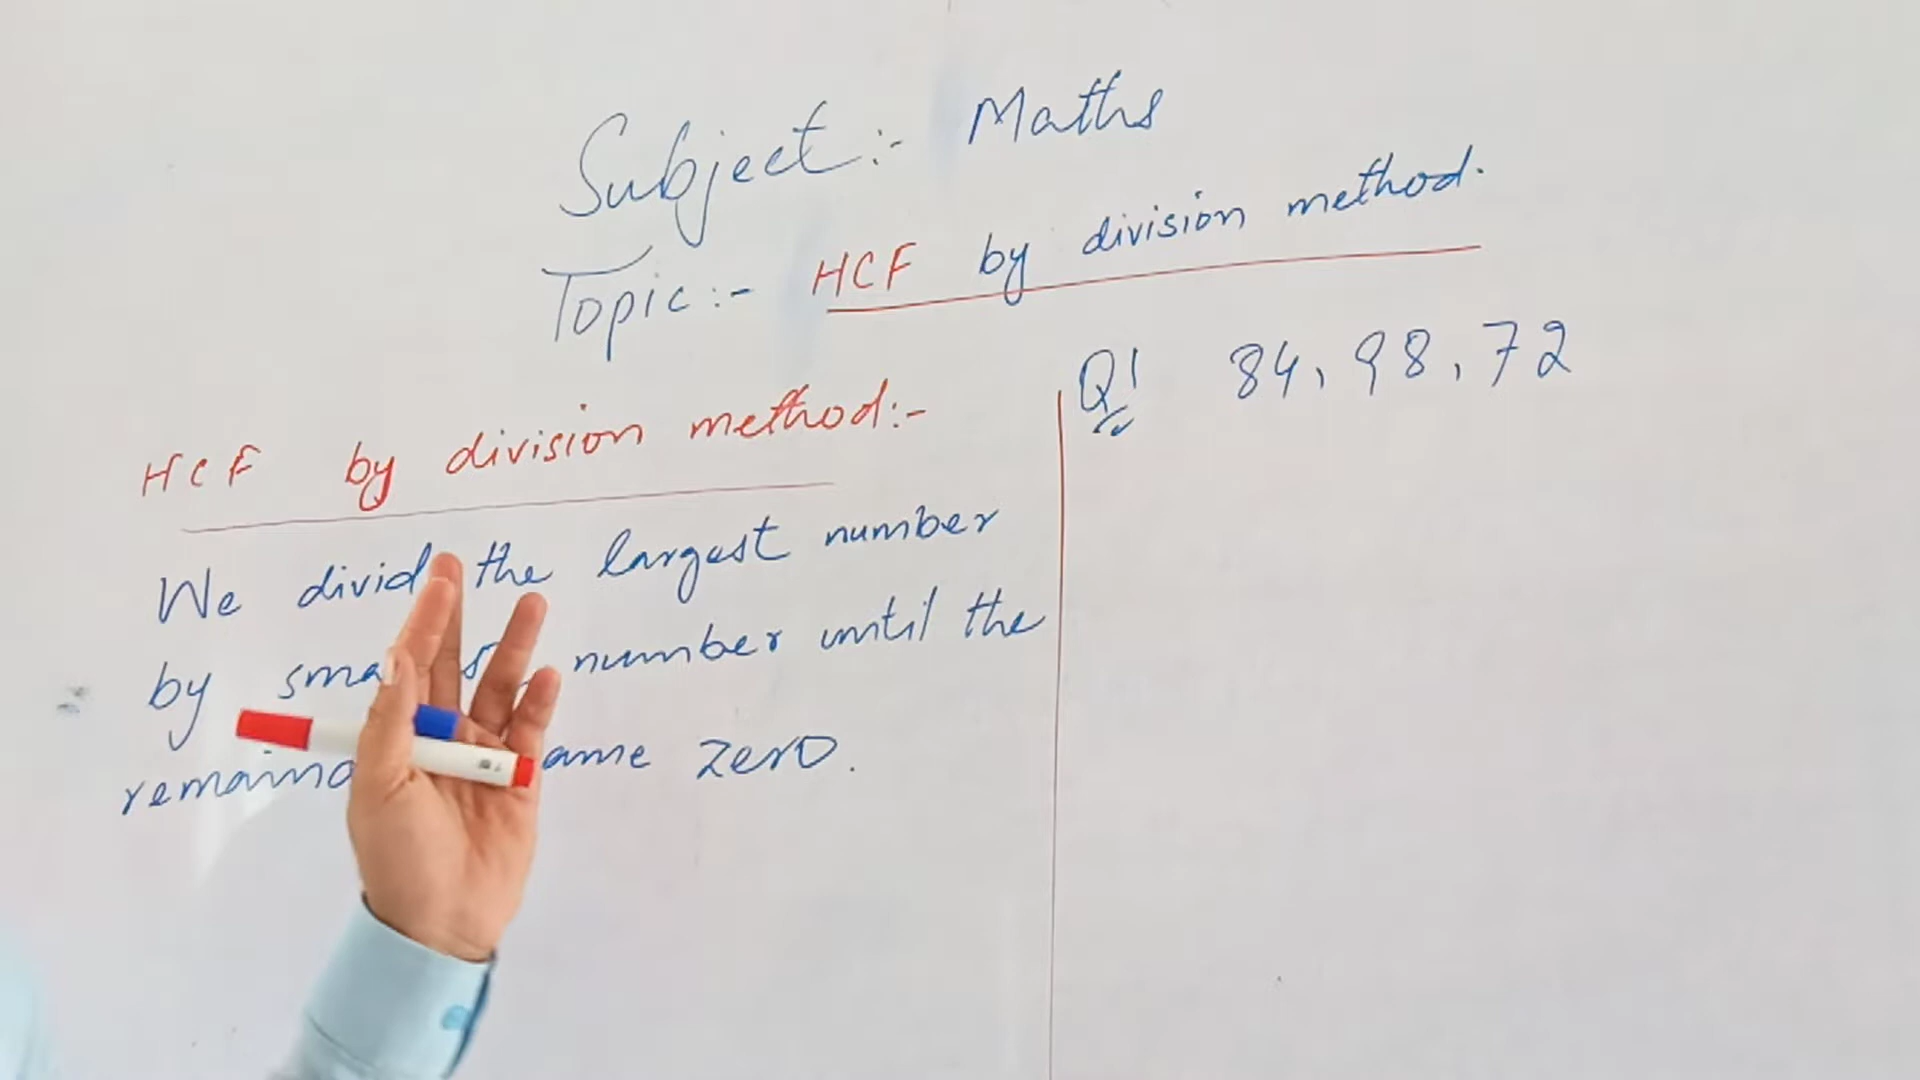 Subject:- Maths
Topic:- HCF by division method.
HCF by division method:-
We divid the largest number
by number until the
zero.
Q1 84, 98, 72